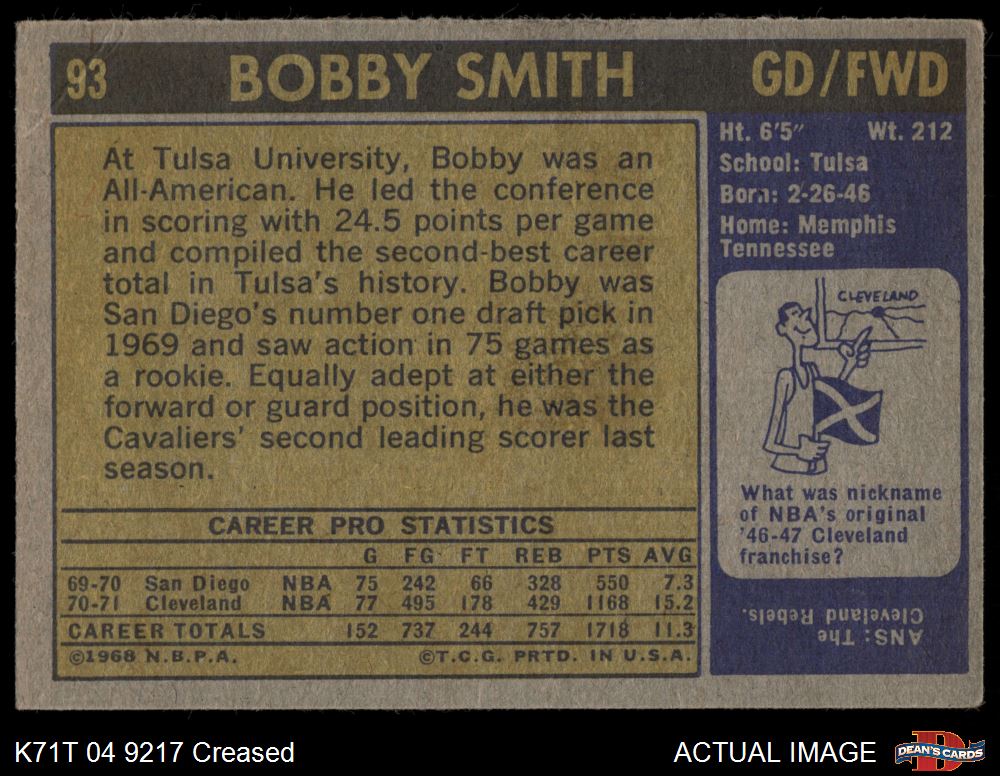 93 BOBBY SMITH GD/FWD
At Tulsa University, Bobby was an
All-American. He led the conference
in scoring with 24.5 points per game
and compiled the second-best career
total in Tulsa's history. Bobby was
San Diego's number one draft pick in
1969 and saw action in 75 games as
a rookie. Equally adept at either the
forward or guard position, he was the
Cavaliers' second leading scorer last
season.
CAREER PRO STATISTICS
G FG FT REB PTS AVG
69-70 San Diego NBA 75 242 66 328 550 7.3
70-71 Cleveland NBA 77 495 178 429 1168 15.2
CAREER TOTALS 152 737 244 757 1718 11.3
©1968 N.B.P.A. ©T.C.G. PRTD. IN U.S.A.
Ht. 6'5" Wt. 212
School: Tulsa
Born: 2-26-46
Home: Memphis
Tennessee
CLEVELAND
What was nickname
of NBA's original
'46-47 Cleveland
franchise?
ANS: The
Cleveland Rebels.
K71T 04 9217 Creased ACTUAL IMAGE
D
DEAN'S CARDS